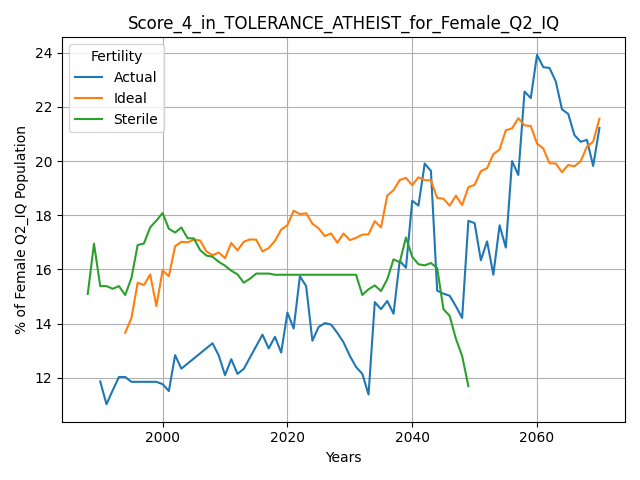 Score_4_in_TOLERANCE_ATHEIST_for_Female_Q2_IQ
Fertility
Actual
Ideal
Sterile
% of Female Q2_IQ Population
24
22
20
18
16
14
12
2000 2020 2040 2060
Years